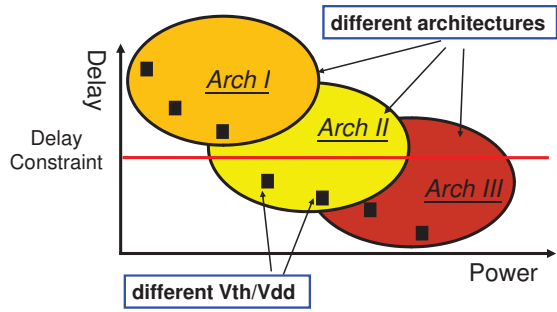 different architectures
Delay
Arch I
Arch II
Delay
Constraint
Arch III
Power
different Vth/Vdd